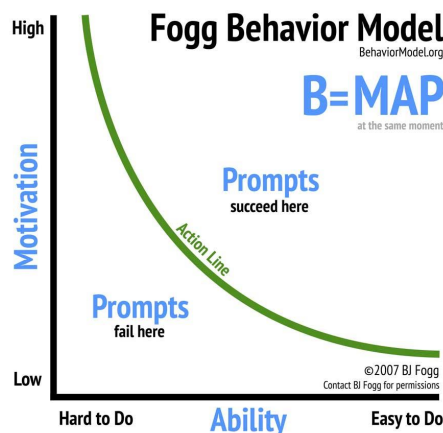 High
Fogg Behavior Model
BehaviorModel.org
B=MAP
at the same moment
Motivation
Prompts
succeed here
Action Line
Prompts
fail here
©2007 BJ Fogg
Contact BJ Fogg for permissions
Low
Hard to Do
Ability
Easy to Do